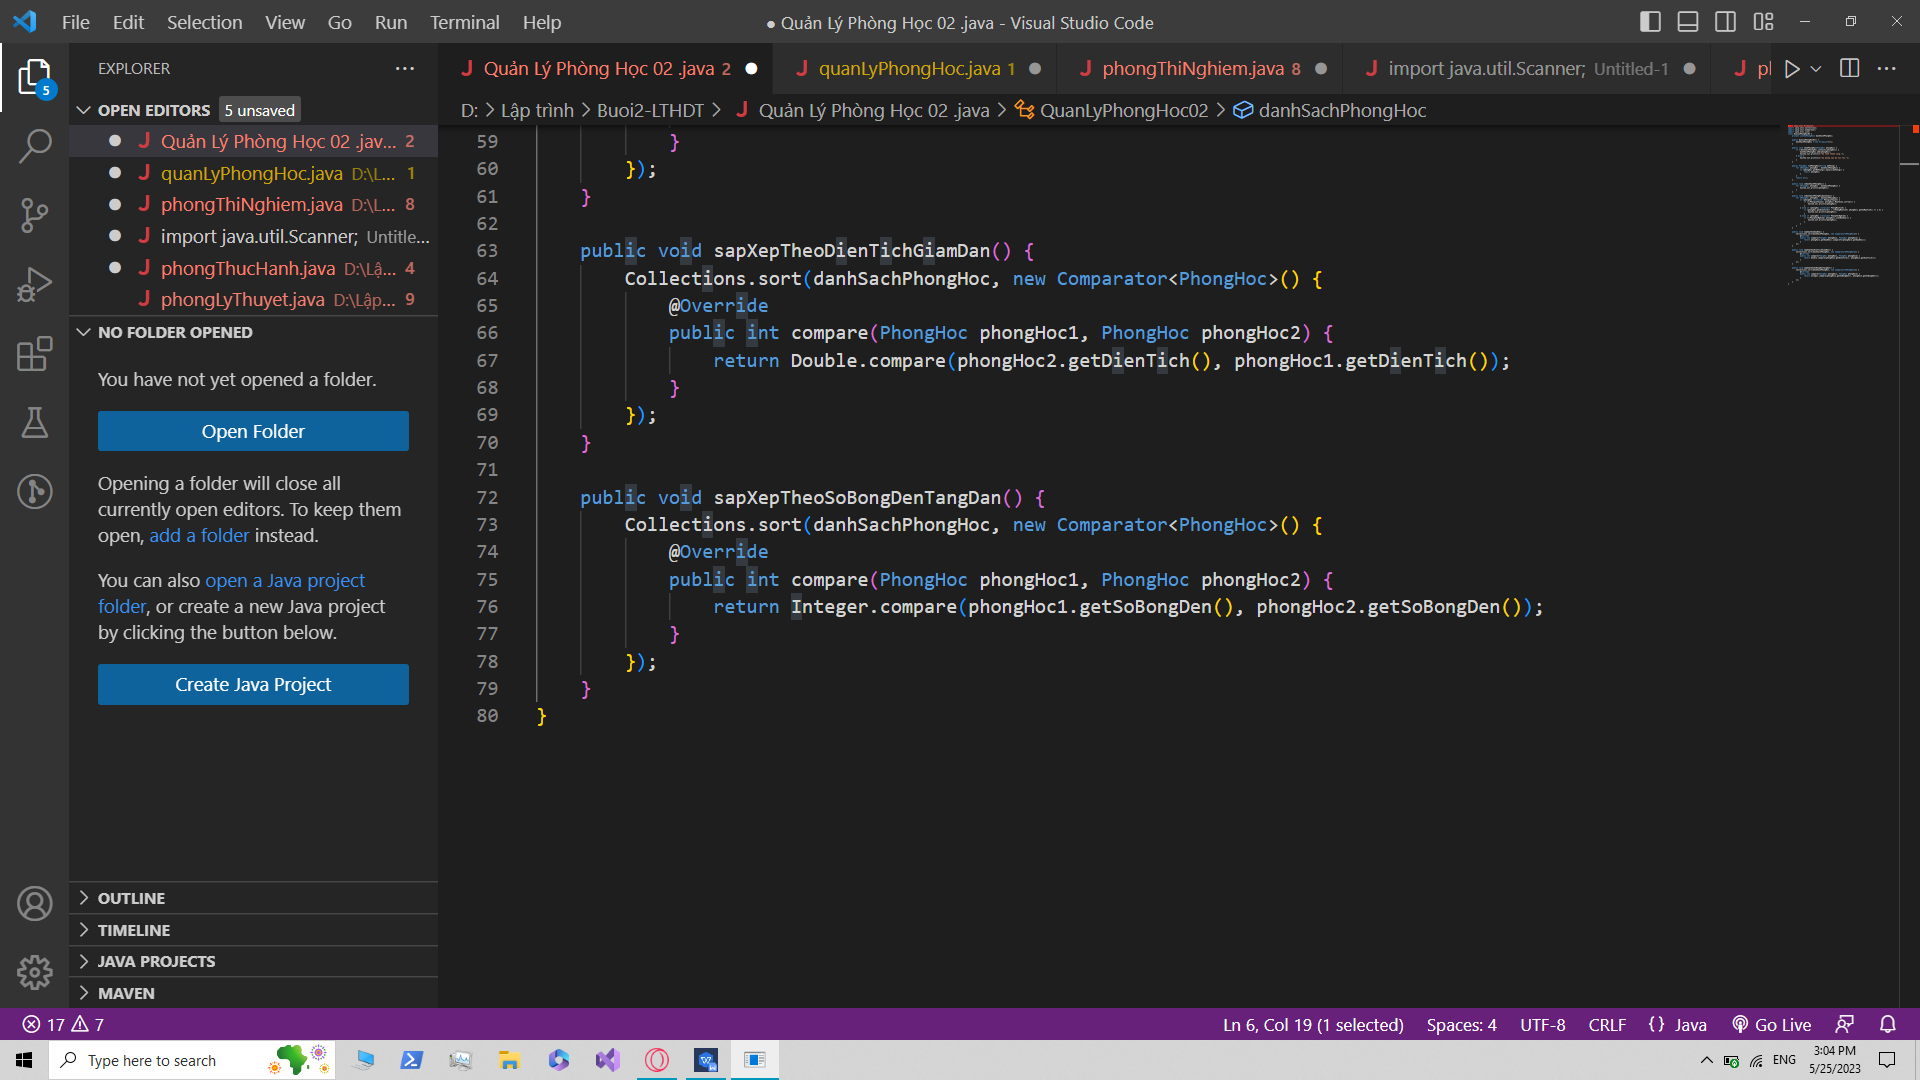 File Edit Selection View Go Run Terminal Help
● Quản Lý Phòng Học 02 .java - Visual Studio Code
EXPLORER
OPEN EDITORS 5 unsaved
Quản Lý Phòng Học 02 .jav... 2
quanLyPhongHoc.java D:\L... 1
phongThiNghiem.java D:\L... 8
import java.util.Scanner; Untitle...
phongThucHanh.java D:\Lậ... 4
phongLyThuyet.java D:\Lập... 9
NO FOLDER OPENED
You have not yet opened a folder.
Open Folder
Opening a folder will close all
currently open editors. To keep them
open, add a folder instead.
You can also open a Java project
folder, or create a new Java project
by clicking the button below.
Create Java Project
OUTLINE
TIMELINE
JAVA PROJECTS
MAVEN
5
Quản Lý Phòng Học 02 .java 2 quanLyPhongHoc.java 1 phongThiNghiem.java 8 import java.util.Scanner; Untitled-1
D: > Lập trình > Buoi2-LTHDT > Quản Lý Phòng Học 02 .java > QuanLyPhongHoc02 > danhSachPhongHoc
59 }
60 });
61 }
62
63 public void sapXepTheoDienTichGiamDan() {
64 Collections.sort(danhSachPhongHoc, new Comparator<PhongHoc>() {
65 @Override
66 public int compare(PhongHoc phongHoc1, PhongHoc phongHoc2) {
67 return Double.compare(phongHoc2.getDienTich(), phongHoc1.getDienTich());
68 }
69 });
70 }
71
72 public void sapXepTheoSoBongDenTangDan() {
73 Collections.sort(danhSachPhongHoc, new Comparator<PhongHoc>() {
74 @Override
75 public int compare(PhongHoc phongHoc1, PhongHoc phongHoc2) {
76 return Integer.compare(phongHoc1.getSoBongDen(), phongHoc2.getSoBongDen());
77 }
78 });
79 }
80 }
17 7
Ln 6, Col 19 (1 selected) Spaces: 4 UTF-8 CRLF {} Java Go Live
Type here to search
ENG
3:04 PM
5/25/2023